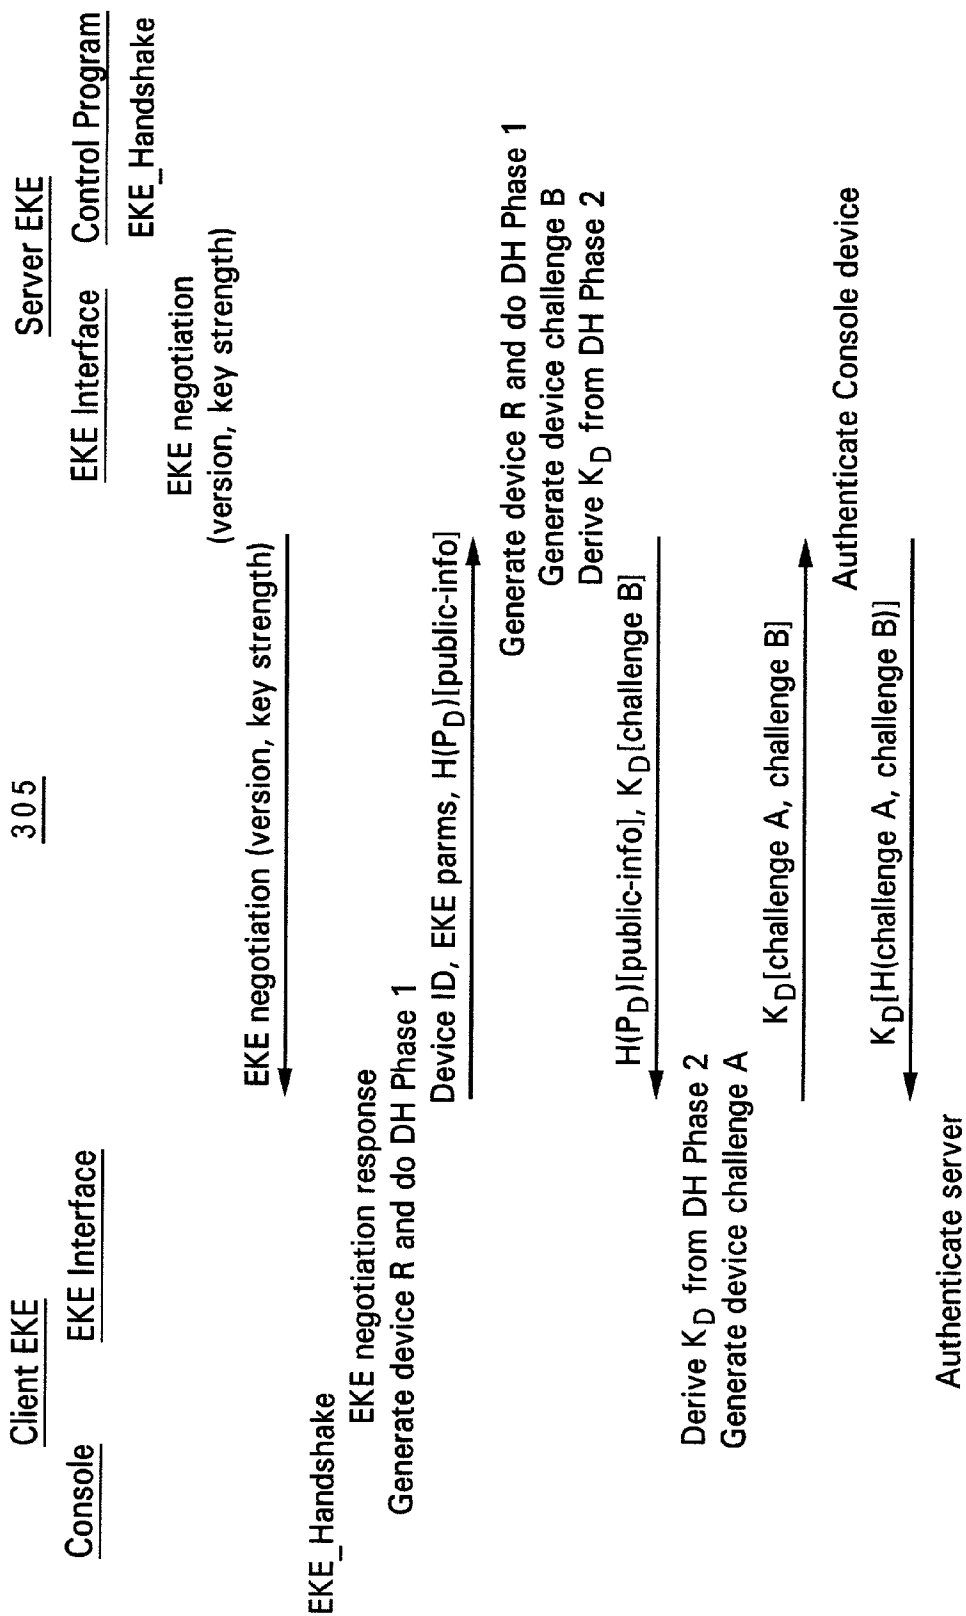 305
Client EKE
Server EKE
Console
EKE Interface
EKE Interface
Control Program
EKE_Handshake
EKE negotiation
(version, key strength)
EKE negotiation (version, key strength)
EKE_Handshake
EKE negotiation response
Generate device R and do DH Phase 1
Device ID, EKE parms, H(P_D)[public-info]
Generate device R and do DH Phase 1
Generate device challenge B
Derive K_D from DH Phase 2
H(P_D)[public-info], K_D[challenge B]
Derive K_D from DH Phase 2
Generate device challenge A
K_D[challenge A, challenge B]
Authenticate Console device
K_D[H(challenge A, challenge B)]
Authenticate server